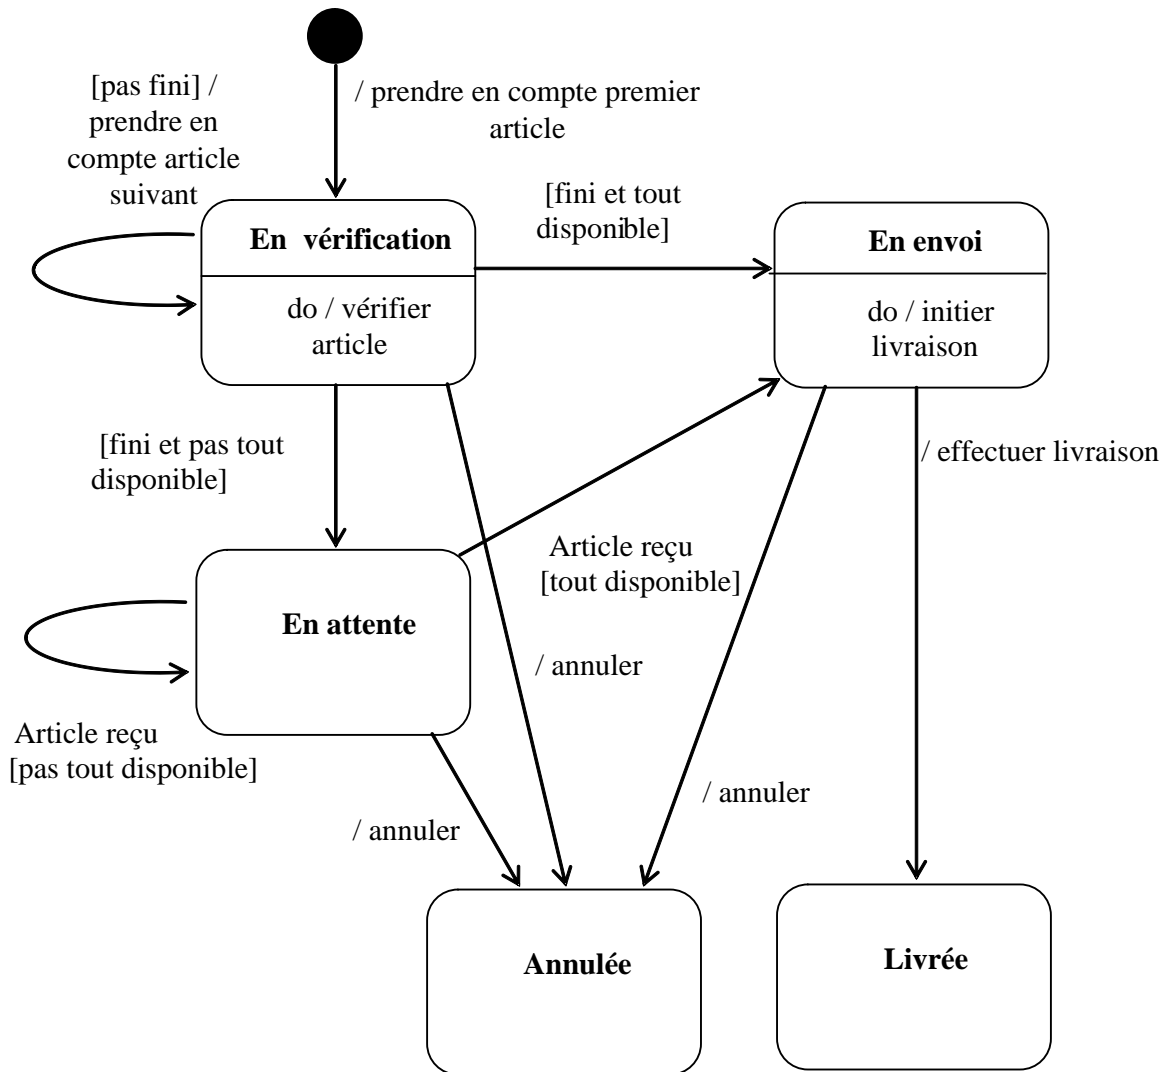 [pas fini] /
prendre en
compte article
suivant
/ prendre en compte premier
article
[fini et tout
disponible]
En vérification
do / vérifier
article
En envoi
do / initier
livraison
[fini et pas tout
disponible]
/ effectuer livraison
Article reçu
[tout disponible]
En attente
/ annuler
Article reçu
[pas tout disponible]
/ annuler
/ annuler
Annulée
Livrée